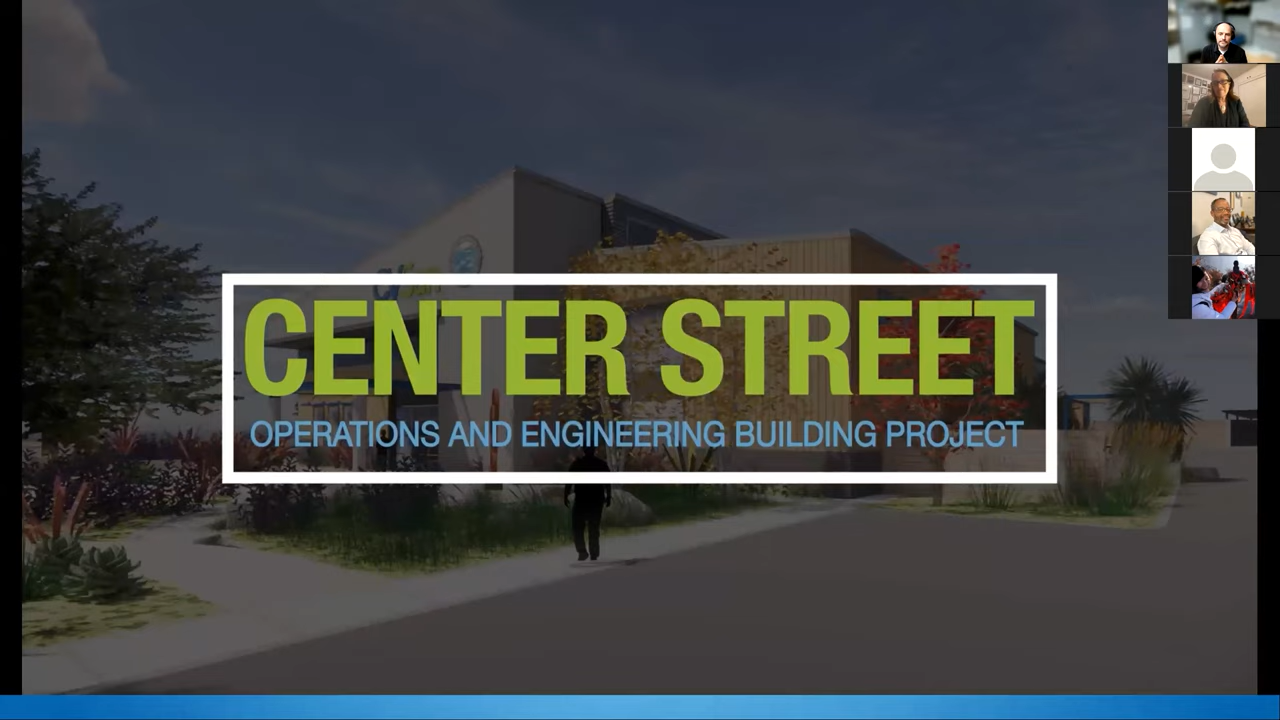 CENTER STREET
OPERATIONS AND ENGINEERING BUILDING PROJECT